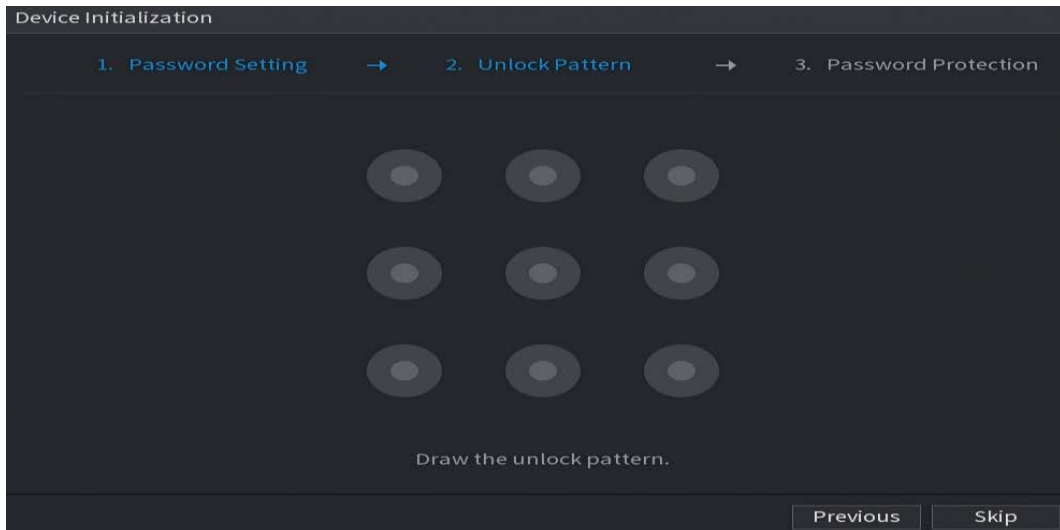 Device Initialization
1. Password Setting → 2. Unlock Pattern → 3. Password Protection
Draw the unlock pattern.
Previous Skip